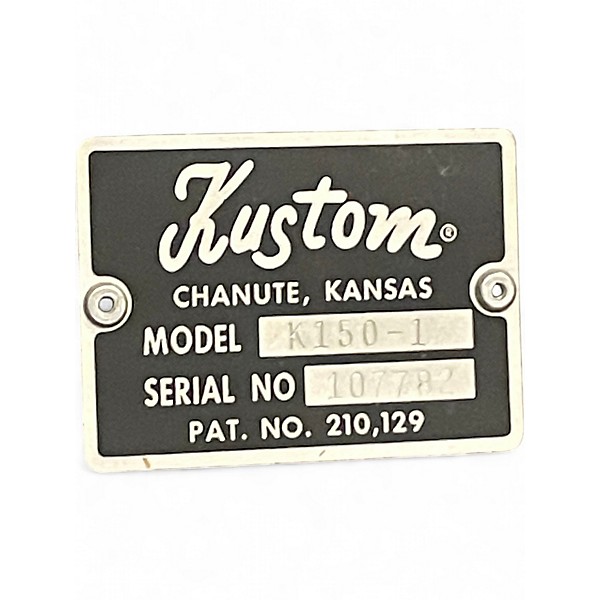 Kustom®
CHANUTE, KANSAS
MODEL K150-1
SERIAL NO 107782
PAT. NO. 210,129